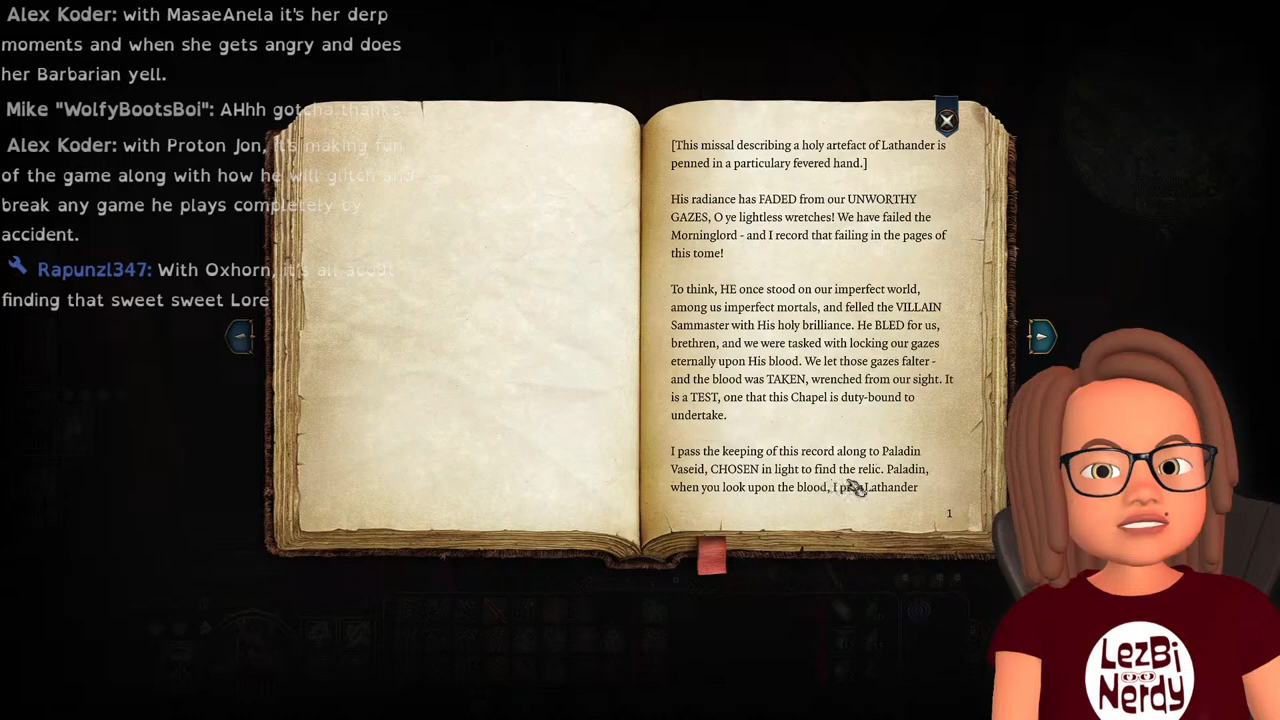 Alex Koder: with MasaeAnela it's her derp
moments and when she gets angry and does
her Barbarian yell.
Mike "WolfyBootsBoi": AHhh gotcha thanks
Alex Koder: with Proton Jon, it's making fun
of the game along with how he will glitch and
break any game he plays completely by
accident.
Rapunzl347: With Oxhorn, it's all about
finding that sweet sweet Lore
[This missal describing a holy artefact of Lathander is
penned in a particulary fevered hand.]
His radiance has FADED from our UNWORTHY
GAZES, O ye lightless wretches! We have failed the
Morninglord - and I record that failing in the pages of
this tome!
To think, HE once stood on our imperfect world,
among us imperfect mortals, and felled the VILLAIN
Sammaster with His holy brilliance. He BLED for us,
brethren, and we were tasked with locking our gazes
eternally upon His blood. We let those gazes falter -
and the blood was TAKEN, wrenched from our sight. It
is a TEST, one that this Chapel is duty-bound to
undertake.
I pass the keeping of this record along to Paladin
Vaseid, CHOSEN in light to find the relic. Paladin,
when you look upon the blood, I Lathander
1
LezBi
Nerdy